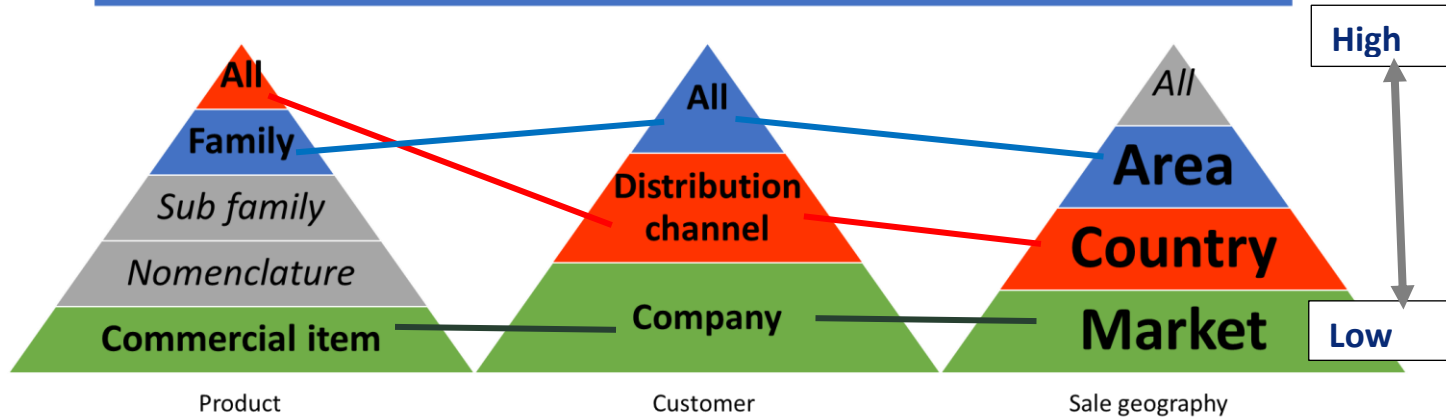 High
All
Family
Sub family
Nomenclature
Commercial item
Product
All
Distribution
channel
Company
Customer
All
Area
Country
Market
Sale geography
Low